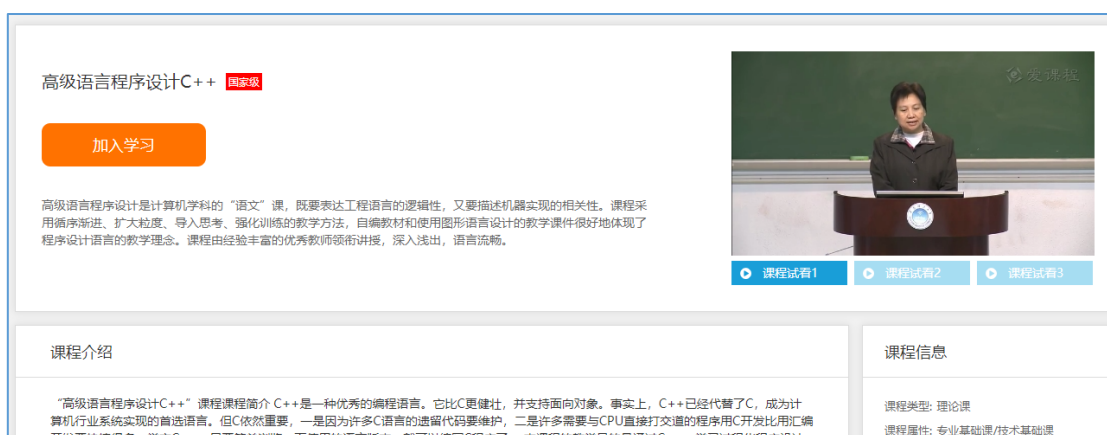 高级语言程序设计C++ 国家级
爱课程
加入学习
高级语言程序设计是计算机学科的“语文”课，既要表达工程语言的逻辑性，又要描述机器实现的相关性。课程采
用循序渐进、扩大粒度、导入思考、强化训练的教学方法，自编教材和使用图形语言设计的教学课件很好地体现了
程序设计语言的教学理念。课程由经验丰富的优秀教师领衔讲授，深入浅出，语言流畅。
课程试看1 课程试看2 课程试看3
课程介绍
“高级语言程序设计C++”课程课程简介 C++是一种优秀的编程语言。它比C更健壮，并支持面向对象。事实上，C++已经代替了C，成为计
算机行业系统实现的首选语言。但C依然重要，一是因为许多C语言的遗留代码要维护，二是许多需要与CPU直接打交道的程序用C开发比用汇编
课程信息
课程类型: 理论课
课程属性: 专业基础课/技术基础课